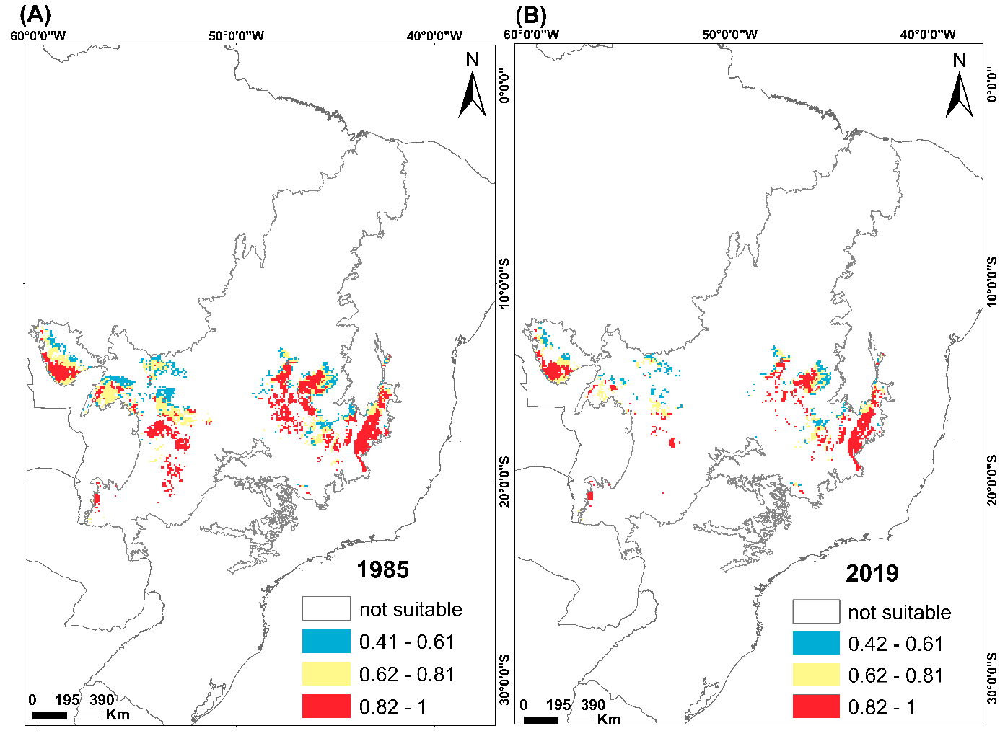 (A)
60°0'0"W 50°0'0"W 40°0'0"W
N
0°0'0"
10°0'0"S
20°0'0"S
30°0'0"S
1985
not suitable
0.41 - 0.61
0.62 - 0.81
0.82 - 1
0 195 390
Km
(B)
60°0'0"W 50°0'0"W 40°0'0"W
N
0°0'0"
10°0'0"S
20°0'0"S
30°0'0"S
2019
not suitable
0.42 - 0.61
0.62 - 0.81
0.82 - 1
0 195 390
Km